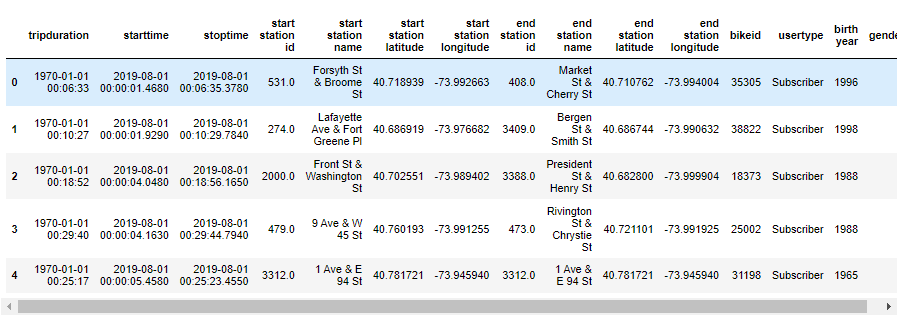 tripduration starttime stoptime start station id start station name start station latitude start station longitude end station id end station name end station latitude end station longitude bikeid usertype birth year gende
0 1970-01-01 00:06:33 2019-08-01 00:00:01.4680 2019-08-01 00:06:35.3780 531.0 Forsyth St & Broome St 40.718939 -73.992663 408.0 Market St & Cherry St 40.710762 -73.994004 35305 Subscriber 1996
1 1970-01-01 00:10:27 2019-08-01 00:00:01.9290 2019-08-01 00:10:29.7840 274.0 Lafayette Ave & Fort Greene Pl 40.686919 -73.976682 3409.0 Bergen St & Smith St 40.686744 -73.990632 38822 Subscriber 1998
2 1970-01-01 00:18:52 2019-08-01 00:00:04.0480 2019-08-01 00:18:56.1650 2000.0 Front St & Washington St 40.702551 -73.989402 3388.0 President St & Henry St 40.682800 -73.999904 18373 Subscriber 1988
3 1970-01-01 00:29:40 2019-08-01 00:00:04.1630 2019-08-01 00:29:44.7940 479.0 9 Ave & W 45 St 40.760193 -73.991255 473.0 Rivington St & Chrystie St 40.721101 -73.991925 25002 Subscriber 1988
4 1970-01-01 00:25:17 2019-08-01 00:00:05.4580 2019-08-01 00:25:23.4550 3312.0 1 Ave & E 94 St 40.781721 -73.945940 3312.0 1 Ave & E 94 St 40.781721 -73.945940 31198 Subscriber 1965